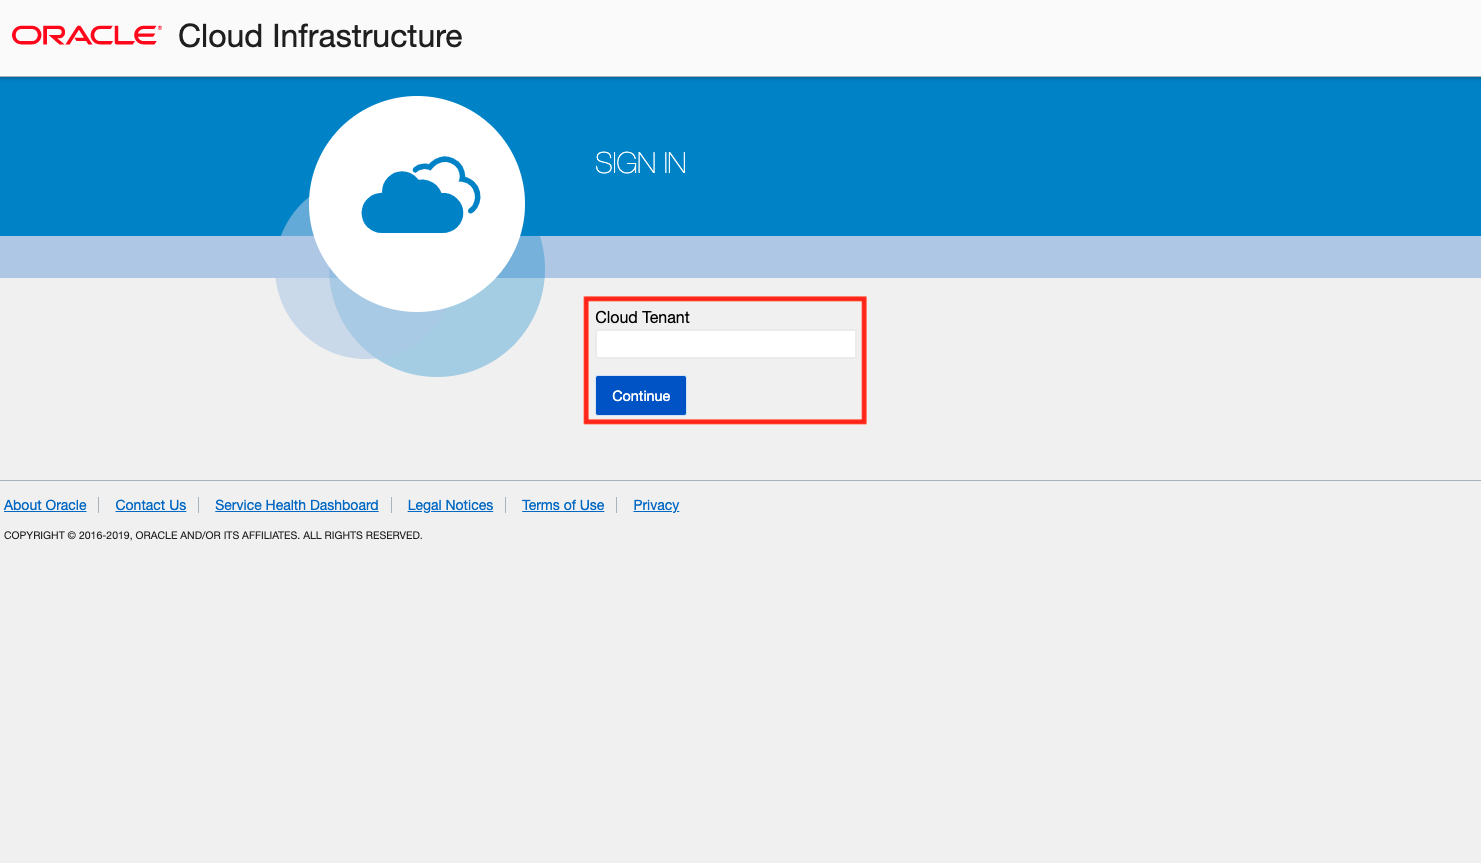 ORACLE® Cloud Infrastructure
SIGN IN
Cloud Tenant
Continue
About Oracle
Contact Us
Service Health Dashboard
Legal Notices
Terms of Use
Privacy
COPYRIGHT © 2016-2019, ORACLE AND/OR ITS AFFILIATES. ALL RIGHTS RESERVED.